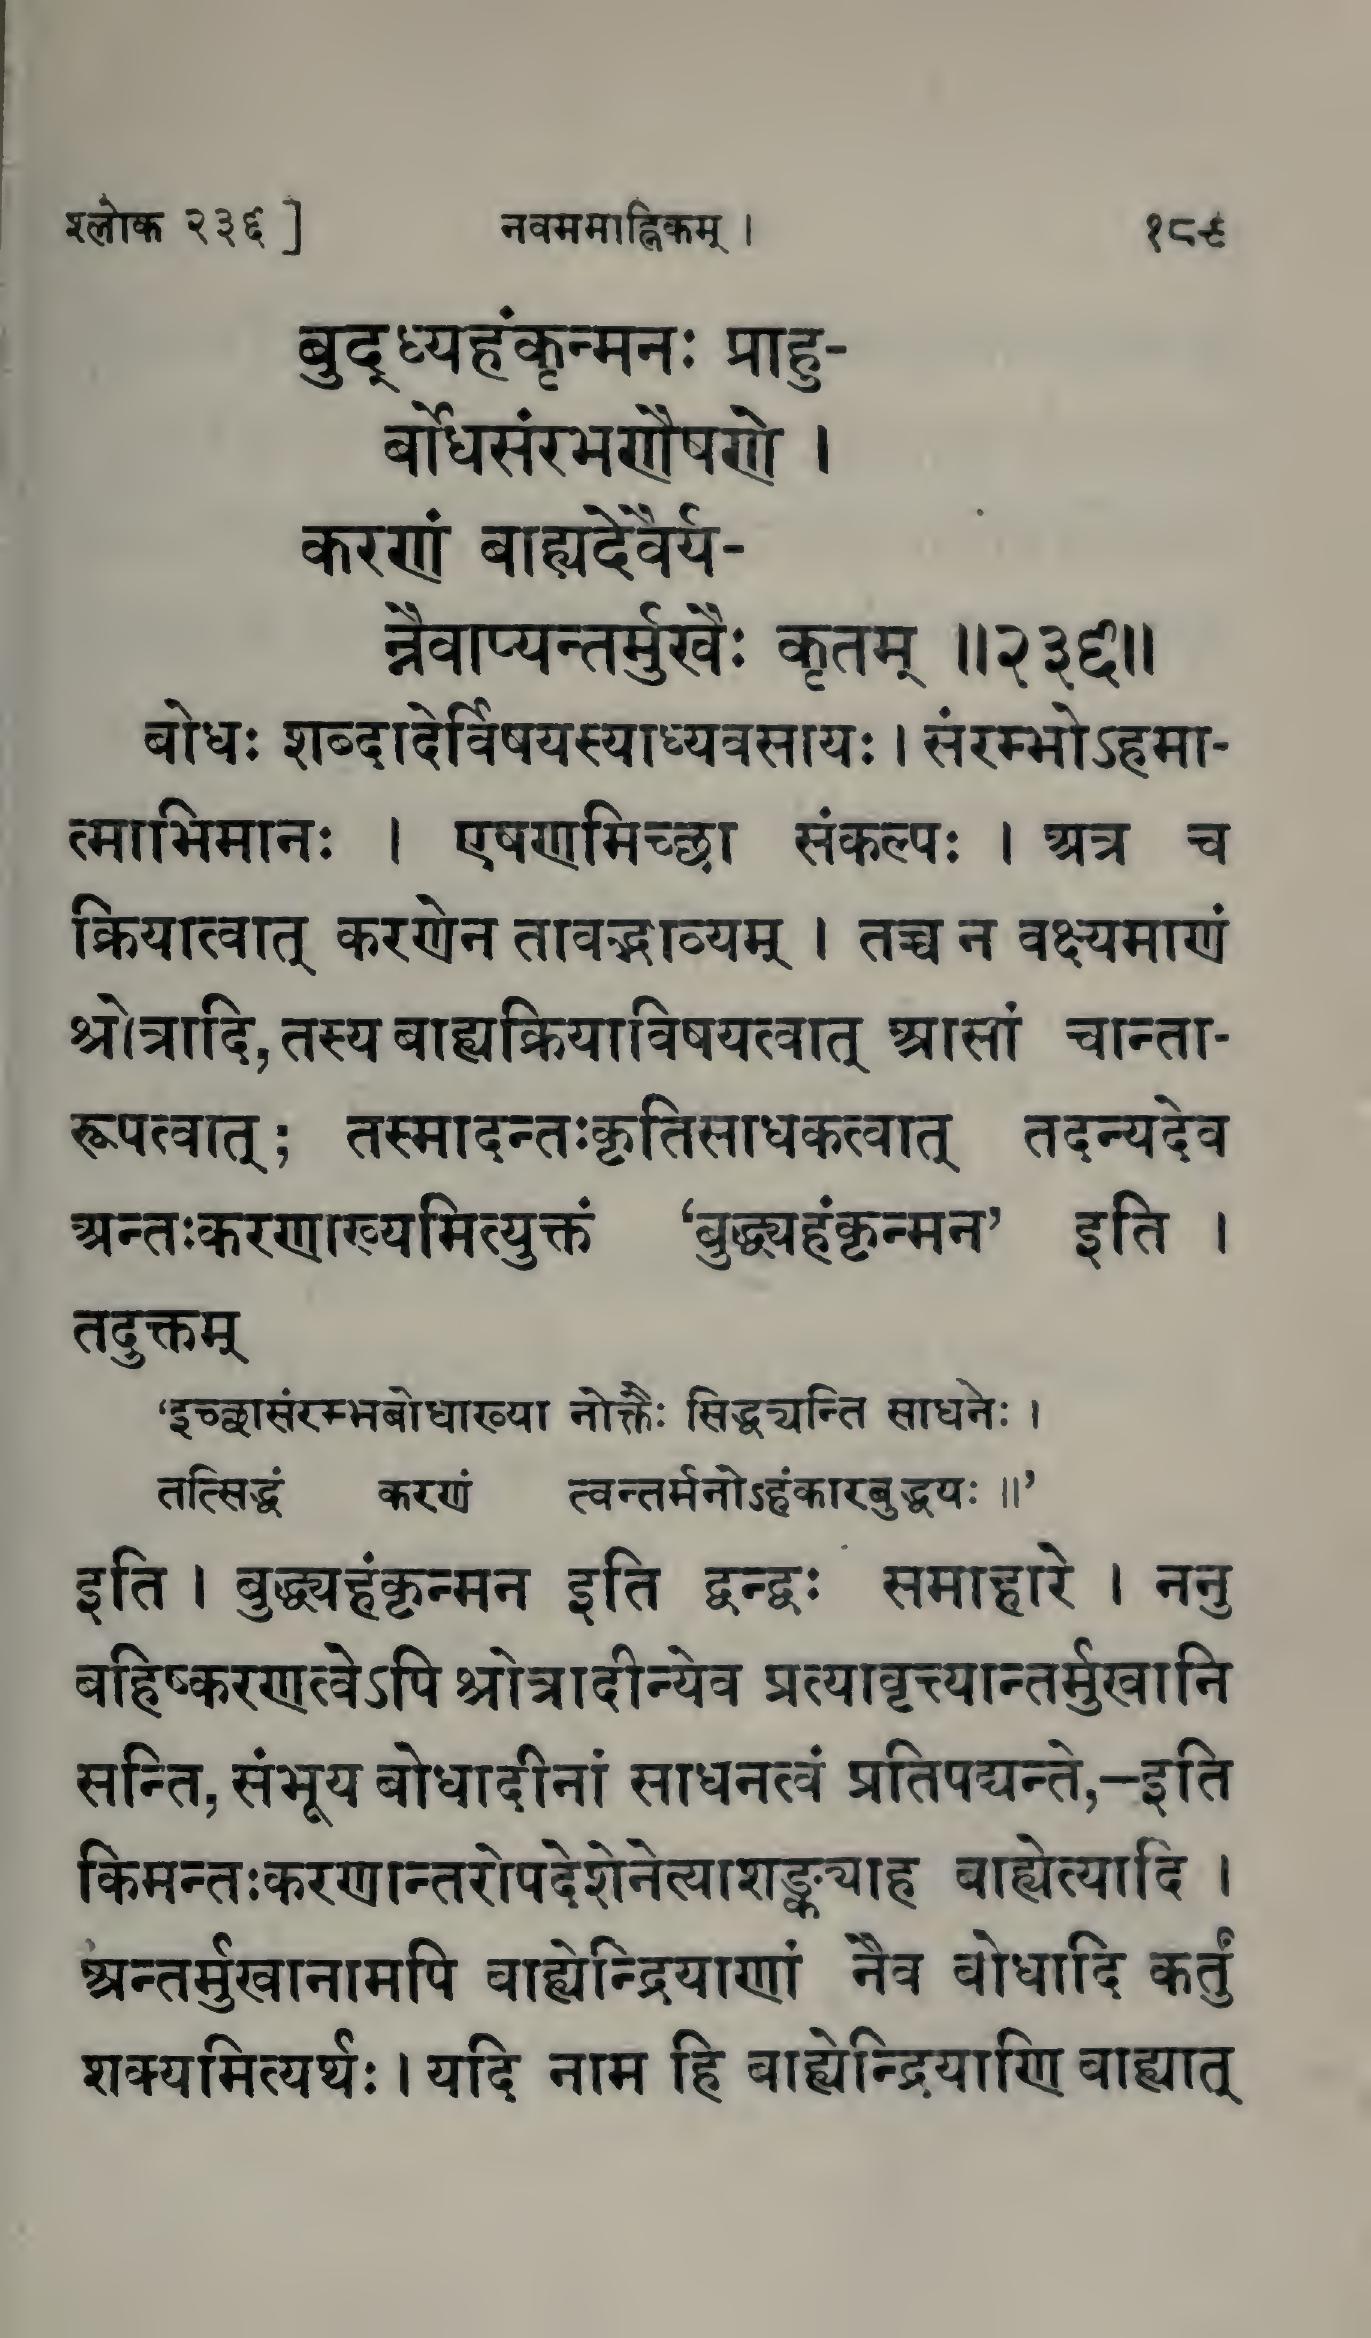 श्लोक २३६ ] नवममाह्निकम् । १८९
बुद्ध्यहंकृन्मनः प्राहु-
र्बोधसंरभणैषणे ।
करणं बाह्यदेवैर्य-
न्नैवाप्यन्तर्मुखैः कृतम् ॥२३६॥
बोधः शब्दादेर्विषयस्याध्यवसायः । संरम्भोऽहमा-
त्माभिमानः । एषणमिच्छा संकल्पः । अत्र च
क्रियात्वात् करणेन तावद्भाव्यम् । तच्च न वक्ष्यमाणं
श्रोत्रादि, तस्य बाह्यक्रियाविषयत्वात् आसां चान्ता-
रूपत्वात् ; तस्मादन्तःकृतिसाधकत्वात् तदन्यदेव
अन्तःकरणाख्यमित्युक्तं ‘बुद्ध्यहंकृन्मन’ इति ।
तदुक्तम्
‘इच्छासंरम्भबोधाख्या नोक्तैः सिद्ध्यन्ति साधनेः ।
तत्सिद्धं करणं त्वन्तर्मनोऽहंकारबुद्धयः ॥’
इति । बुद्ध्यहंकृन्मन इति द्वन्द्वः समाहारे । ननु
बहिष्करणत्वेऽपि श्रोत्रादीन्येव प्रत्यावृत्त्यान्तर्मुखानि
सन्ति, संभूय बोधादीनां साधनत्वं प्रतिपद्यन्ते,–इति
किमन्तःकरणान्तरोपदेशेनेत्याशङ्क्याह बाह्येत्यादि ।
अन्तर्मुखानामपि बाह्येन्द्रियाणां नैव बोधादि कर्तुं
शक्यमित्यर्थः । यदि नाम हि बाह्येन्द्रियाणि बाह्यात्